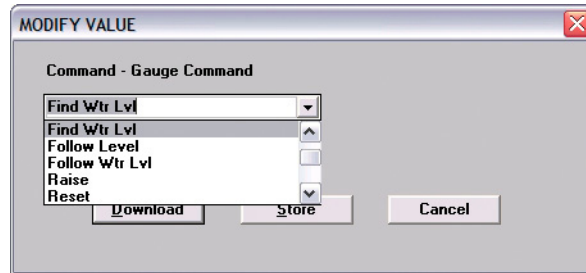 MODIFY VALUE
Command - Gauge Command
Find Wtr Lvl
Find Wtr Lvl
Follow Level
Follow Wtr Lvl
Raise
Reset
Download Store Cancel